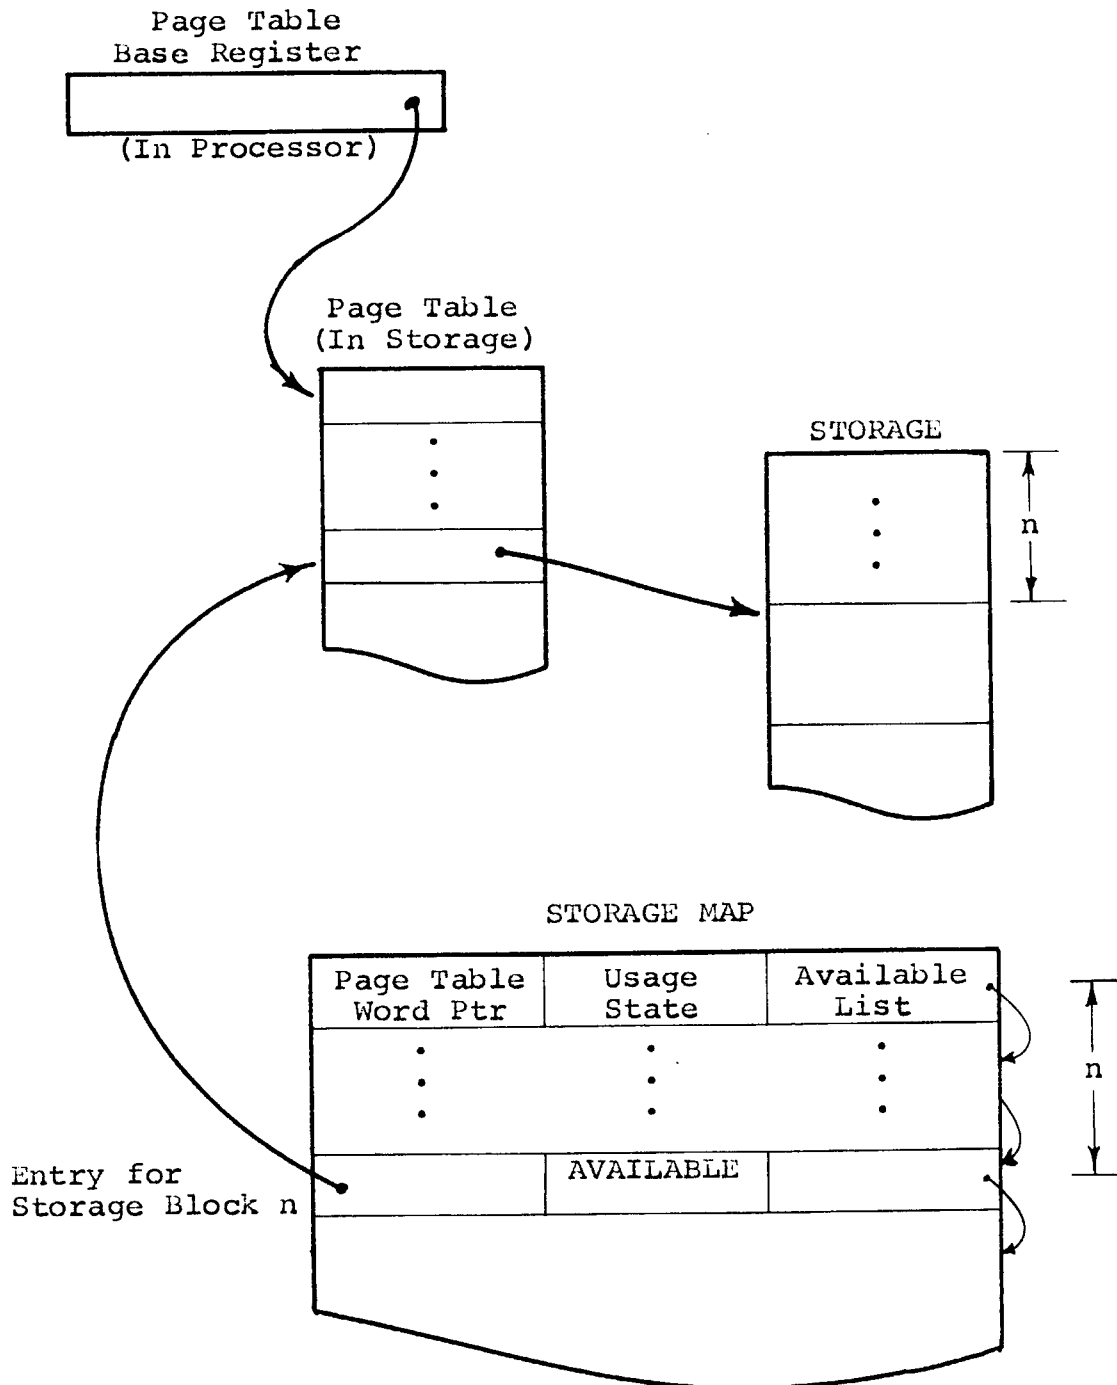 Page Table
Base Register
(In Processor)
Page Table
(In Storage)
STORAGE
n
STORAGE MAP
Page Table
Word Ptr
Usage
State
Available
List
n
Entry for
Storage Block n
AVAILABLE